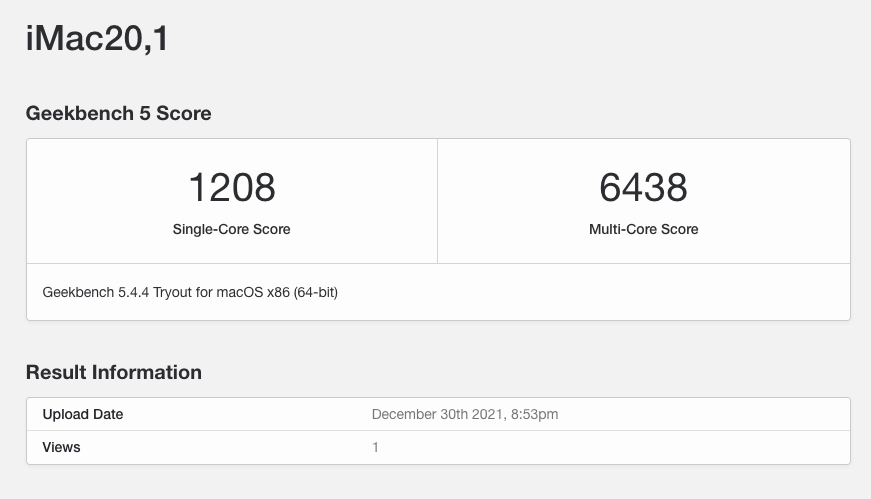 iMac20,1
Geekbench 5 Score
1208 6438
Single-Core Score Multi-Core Score
Geekbench 5.4.4 Tryout for macOS x86 (64-bit)
Result Information
Upload Date December 30th 2021, 8:53pm
Views 1